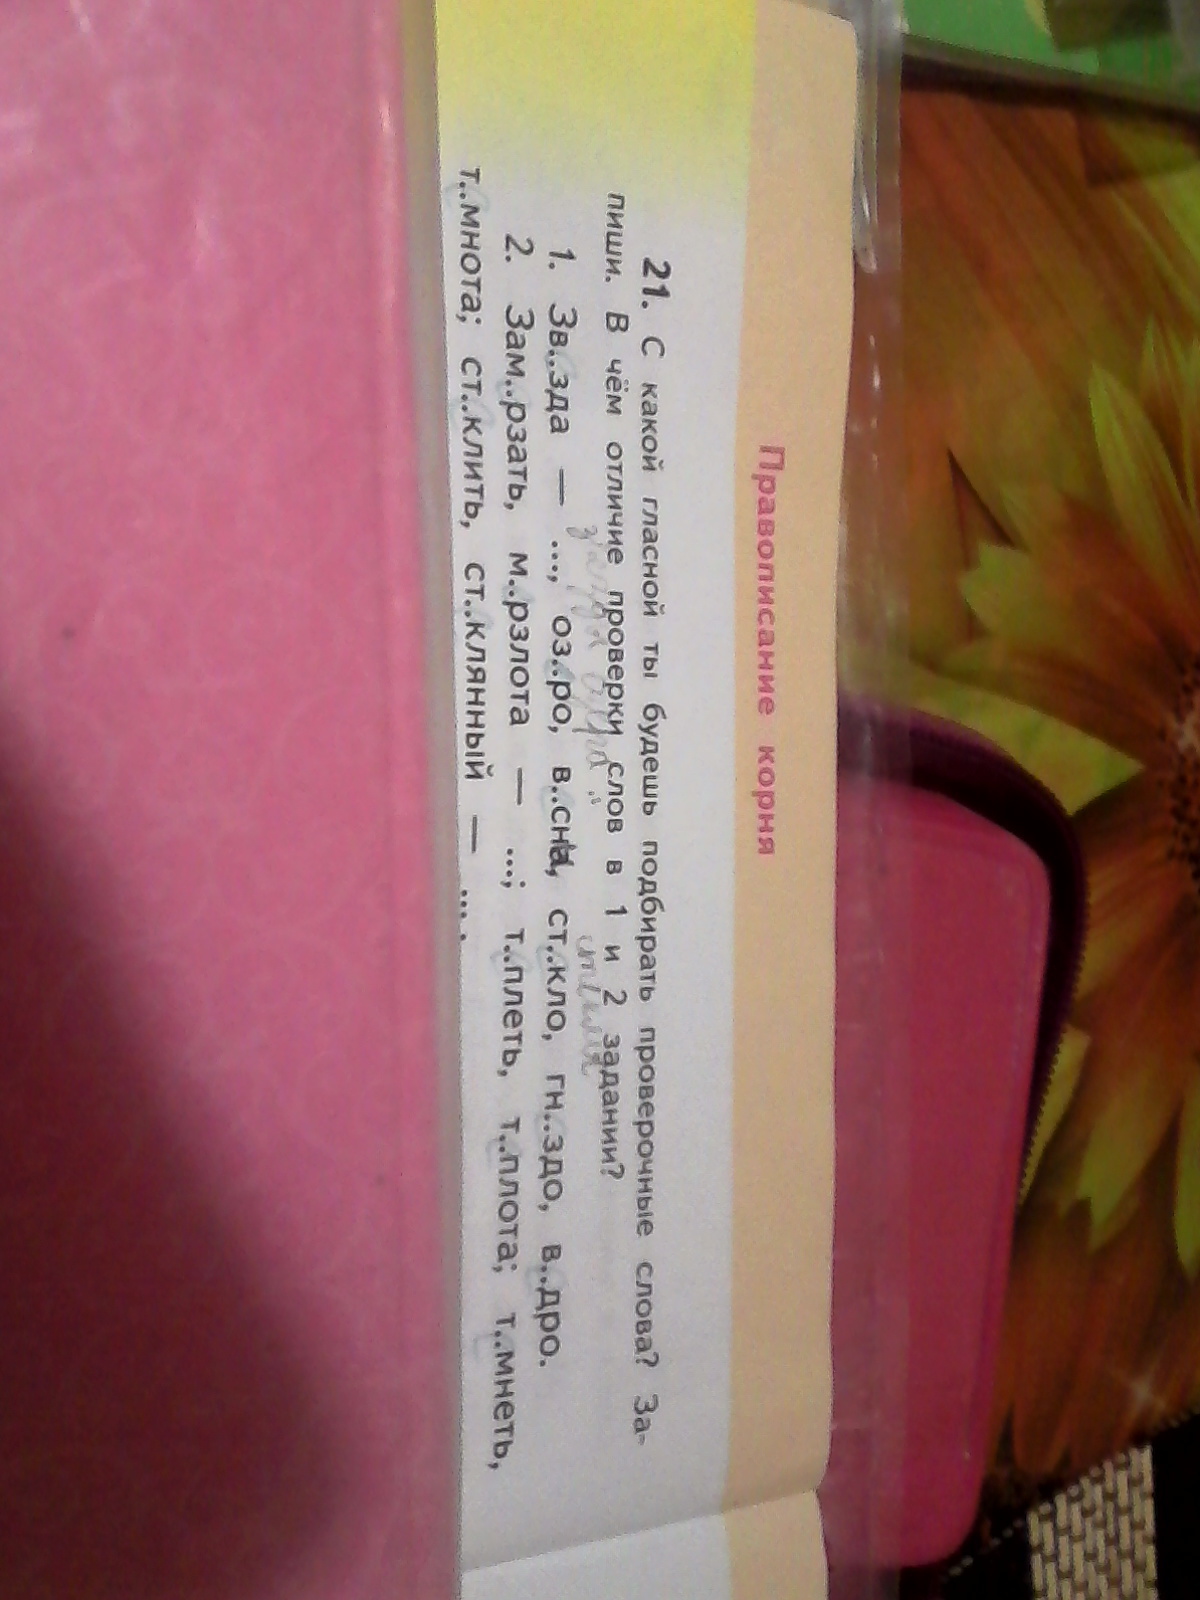 Правописание корня
21. С какой гласной ты будешь подбирать проверочные слова? За-
пиши. В чём отличие проверки слов в 1 и 2 задании?
1. Зв..зда — ..., оз..ро, в..сна, ст..кло, гн..здо, в..дро.
2. Зам..рзать, м..рзлота — ...; т..плеть, т..плота; т..мнеть,
т..мнота; ст..клить, ст..клянный — ... .